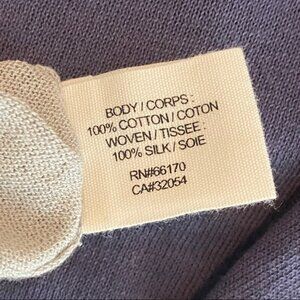 BODY / CORPS :
100% COTTON / COTON
WOVEN / TISSEE :
100% SILK / SOIE
RN#66170
CA#32054